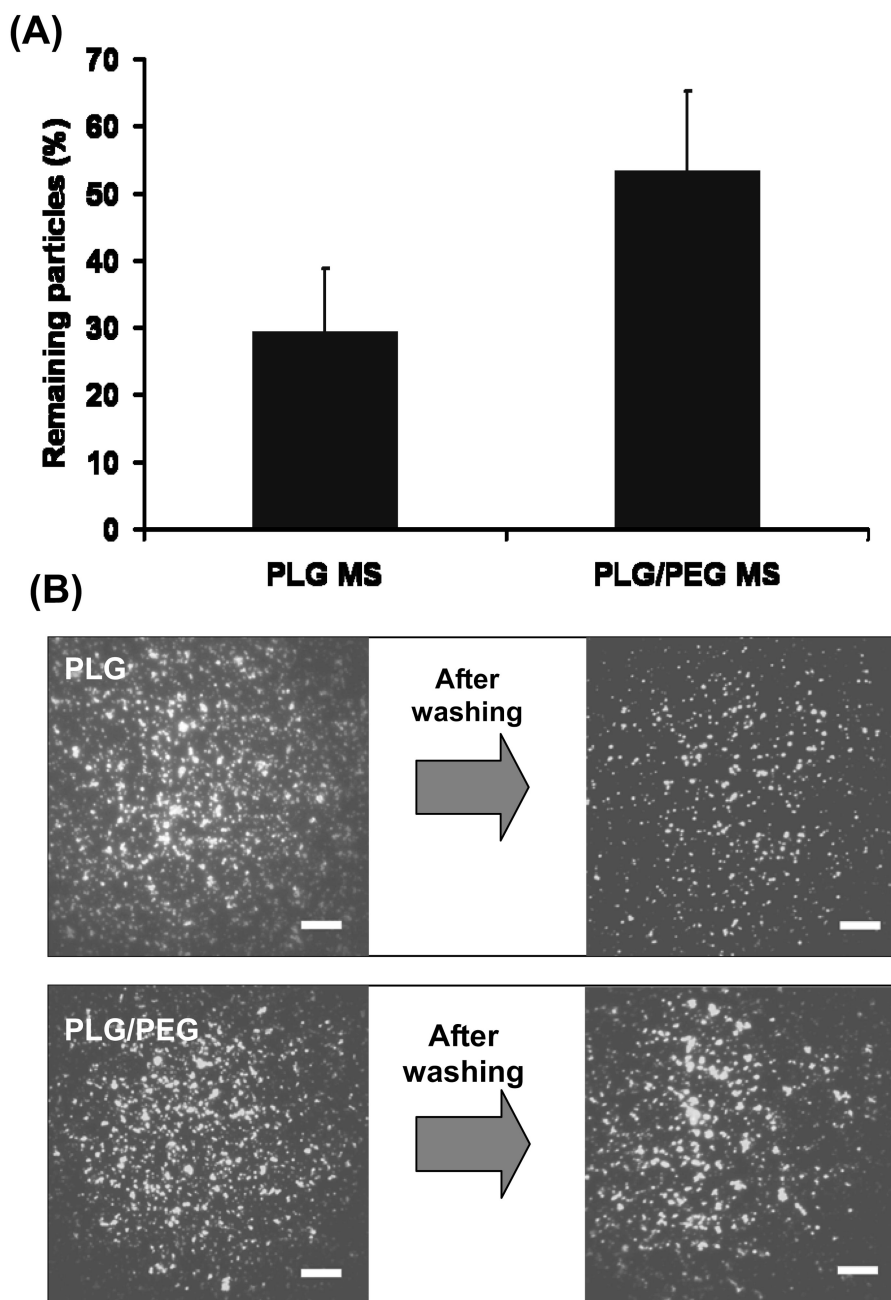 (A)
70
60
50
40
30
20
10
0
Remaining particles (%)
PLG MS
PLG/PEG MS
(B)
PLG
After
washing
PLG/PEG
After
washing